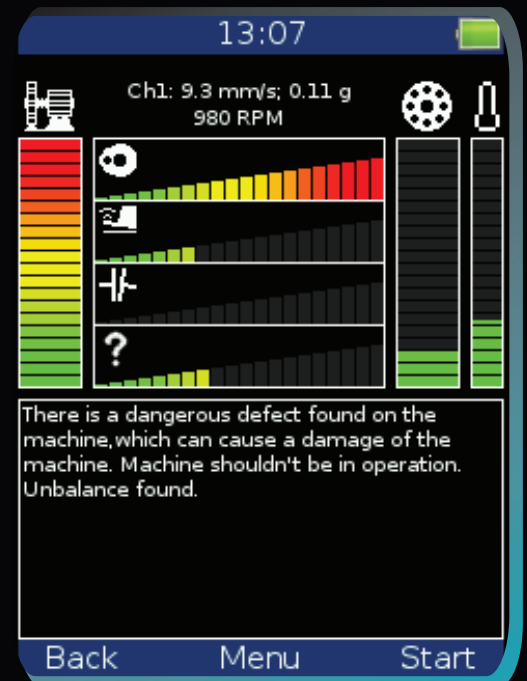 13:07
Ch1: 9.3 mm/s; 0.11 g
980 RPM
?
There is a dangerous defect found on the
machine,which can cause a damage of the
machine. Machine shouldn't be in operation.
Unbalance found.
Back Menu Start